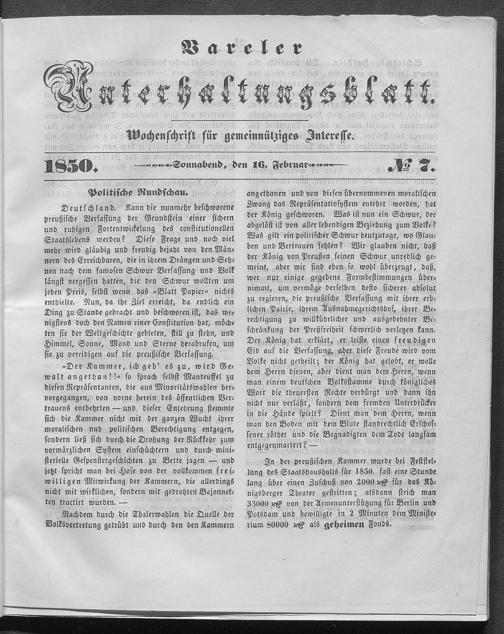 Vareler
Unterhaltungsblatt.
Wochenschrift für gemeinnütziges Interesse.
1850.
Sonnabend, den 16. Februar
№ 7.
Politische Rundschau.
Deutschland. Kann die nunmehr beschworene
preußische Verfassung der Grundstein einer sichern
und ruhigen Fortentwickelung des constitutionellen
Staatslebens werden? Diese Frage und noch viel
mehr wird gläubig und freudig bejaht von den Män-
nern des Erreichbaren, die in ihrem Drängen und Seh-
nen nach dem famosen Schwur Verfassung und Volk
längst vergessen hatten, die den Schwur wollten um
jeden Preis, selbst wenn das »Blatt Papier« nichts
enthielte. Nun, da ihr Ziel erreicht, da endlich ein
Ding zu Stande gebracht und beschworen ist, das we-
nigstens doch den Namen einer Constitution hat, möch-
ten sie der Weltgeschichte gebieten, still zu stehn, und
Himmel, Sonne, Mond und Sterne herabrufen, um
sie zu vereidigen auf die preußische Verfassung.
»Der Kammer, ich geb' es zu, wird Ge-
walt angethan!!« so sprach selbst Manteuffel zu
diesen Repräsentanten, die aus Minoritätswahlen her-
vorgegangen, von vorne herein des öffentlichen Ver-
trauens entbehrten — und dieser Entehrung stemmte
sich die Kammer nicht mit der ganzen Wucht ihrer
moralischen und politischen Berechtigung entgegen,
sondern ließ sich durch die Drohung der Rückkehr zum
vormärzlichen System einschüchtern und durch mini-
sterielle Gespenstergeschichten zu Bette jagen — und
jetzt spricht man bei Hofe von der vollkommen frei-
willigen Mitwirkung der Kammern, die allerdings
nicht mit wirklichen, sondern mit gedrohten Bajonnek-
ten tractirt wurden. —
Nachdem durch die Thalerwahlen die Quelle der
Volksvertretung getrübt und durch den den Kammern
angethanen und von diesen übernommenen moralischen
Zwang das Repräsentativsystem entehrt worden, hat
der König geschworen. Was ist nun ein Schwur, der
abgelöst ist von aller lebendigen Beziehung zum Volke?
Was gilt ein politischer Schwur heutzutage, wo Glau-
ben und Vertrauen fehlen? Wir glauben nicht, daß
der König von Preußen seinen Schwur unredlich ge-
meint, aber wir sind eben so wohl überzeugt, daß,
wer nur einige gegebene Formbestimmungen über-
nimmt, um vermöge derselben desto sicherer absolut
zu regieren, die preußische Verfassung mit ihrer erb-
lichen Pairie, ihrem Ausnahmegerichtshof, ihrer Be-
rechtigung zu willkührlicher und ausgedehnter Be-
schränkung der Preßfreiheit schwerlich verletzen kann.
Der König hat erklärt, er leiste einen freudigen
Eid auf die Verfassung, aber diese Freude wird vom
Volke nicht getheilt; der König hat gelobt, er wolle
dem Herrn dienen, aber dient man dem Herrn, wenn
man einem deutschen Volksstamme durch königliches
Wort die theuersten Rechte verbürgt und dann ihn
nicht nur verläßt, sondern dem fremden Unterdrücker
in die Hände spielt? Dient man dem Herrn, wenn
man den Boden mit dem Blute standrechtlich Erschos-
sener röthet und die Begnadigten dem Tode langsam
entgegenmartert? —
In der preußischen Kammer wurde bei Feststel-
lung des Staatshaushalts für 1850. fast eine Stunde
lang über einen Zuschuß von 2000 ₰ für das Kö-
nigsberger Theater gestritten; alsdann strich man
33000 ₰ von der Armenunterstützung für Berlin und
Potsdam und bewilligte in 2 Minuten dem Ministe-
rium 80000 ₰ als geheimen Fonds.